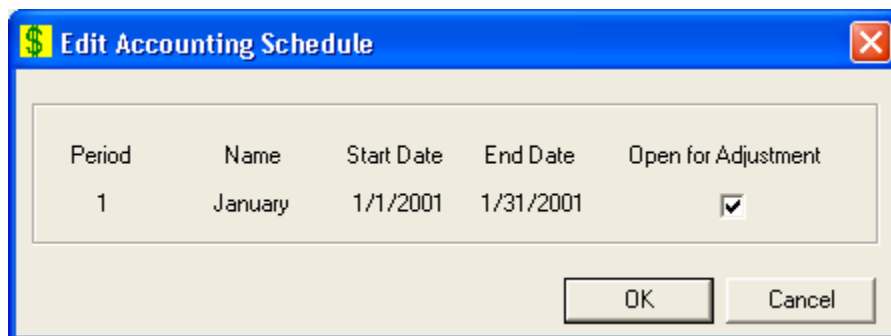 $ Edit Accounting Schedule
Period Name Start Date End Date Open for Adjustment
1 January 1/1/2001 1/31/2001
OK Cancel